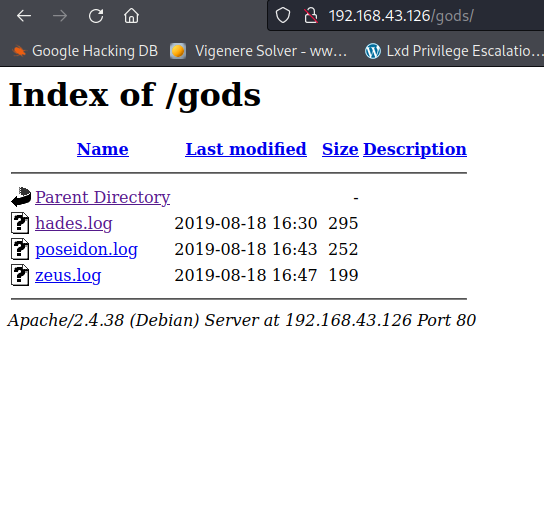 192.168.43.126/gods/
Google Hacking DB Vigenere Solver - ww... Lxd Privilege Escalatio...
Index of /gods
Name Last modified Size Description
Parent Directory -
hades.log 2019-08-18 16:30 295
poseidon.log 2019-08-18 16:43 252
zeus.log 2019-08-18 16:47 199
Apache/2.4.38 (Debian) Server at 192.168.43.126 Port 80